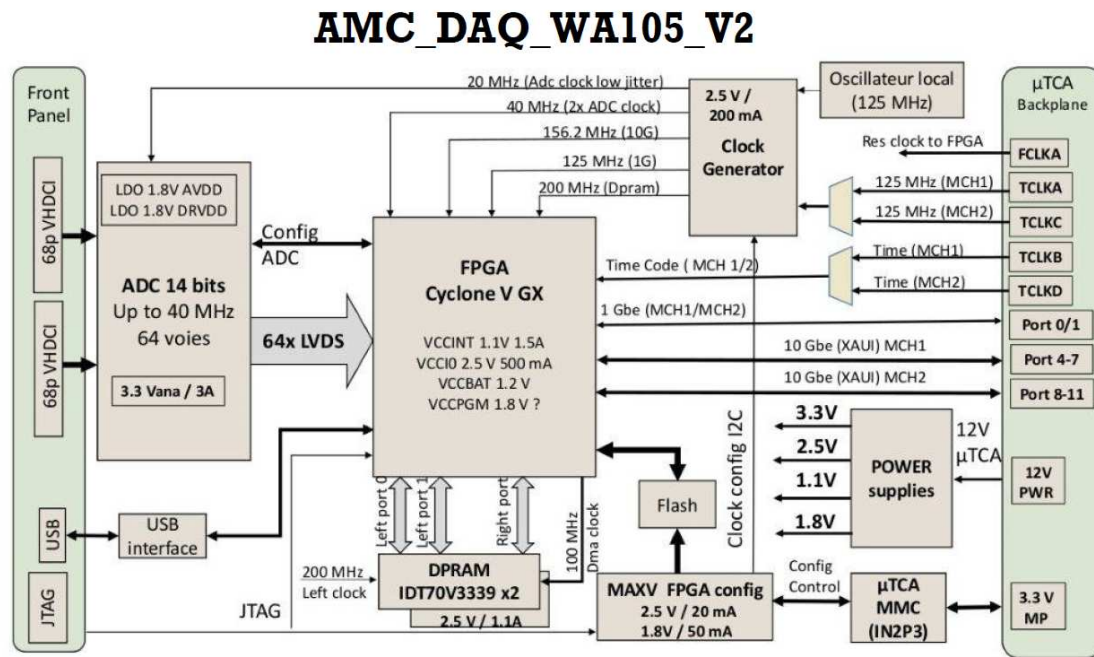 AMC_DAQ_WA105_V2
Front
Panel
68p VHDCI
68p VHDCI
USB
JTAG
LDO 1.8V AVDD
LDO 1.8V DRVDD
ADC 14 bits
Up to 40 MHz
64 voies
3.3 Vana / 3A
20 MHz (Adc clock low jitter)
40 MHz (2x ADC clock)
156.2 MHz (10G)
125 MHz (1G)
200 MHz (Dpram)
2.5 V /
200 mA
Clock
Generator
Oscillateur local
(125 MHz)
µTCA
Backplane
Res clock to FPGA
FCLKA
125 MHz (MCH1)
TCLKA
125 MHz (MCH2)
TCLKC
Time (MCH1)
TCLKB
Time (MCH2)
TCLKD
Time Code ( MCH 1/2)
1 Gbe (MCH1/MCH2)
Port 0/1
10 Gbe (XAUI) MCH1
Port 4-7
10 Gbe (XAUI) MCH2
Port 8-11
Config
ADC
64x LVDS
FPGA
Cyclone V GX
VCCINT 1.1V 1.5A
VCCI0 2.5 V 500 mA
VCCBAT 1.2 V
VCCPGM 1.8 V ?
Clock config I2C
3.3V
2.5V
1.1V
1.8V
POWER
supplies
12V
µTCA
12V
PWR
USB
interface
Left port 0
Left port 1
Right port
100 MHz
Dma clock
Flash
200 MHz
Left clock
JTAG
DPRAM
IDT70V3339 x2
2.5 V / 1.1A
MAXV FPGA config
2.5 V / 20 mA
1.8V / 50 mA
Config
Control
µTCA
MMC
(IN2P3)
3.3 V
MP